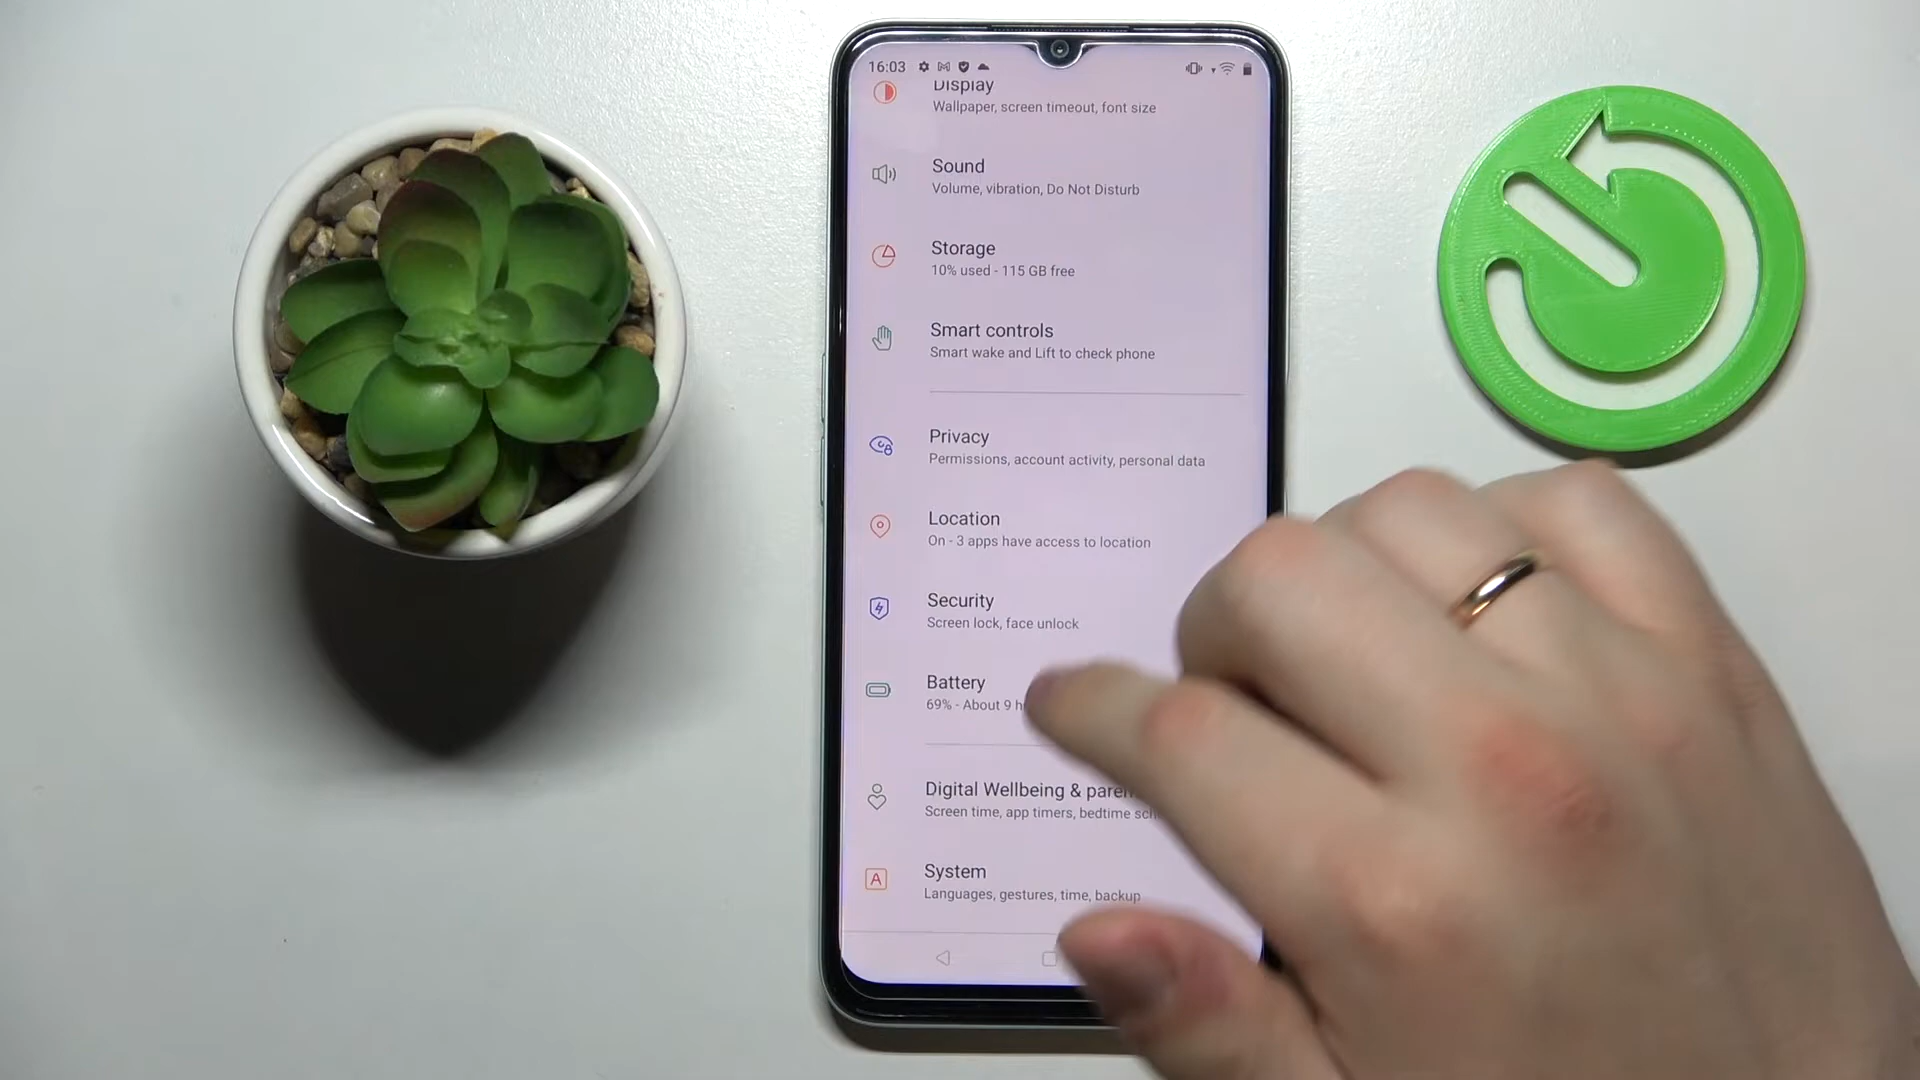 16:03
Display
Wallpaper, screen timeout, font size
Sound
Volume, vibration, Do Not Disturb
Storage
10% used - 115 GB free
Smart controls
Smart wake and Lift to check phone
Privacy
Permissions, account activity, personal data
Location
On - 3 apps have access to location
Security
Screen lock, face unlock
Battery
69% - About 9
Digital Wellbeing &
Screen time, app timers, bedtime
A System
Languages, gestures, time, backup